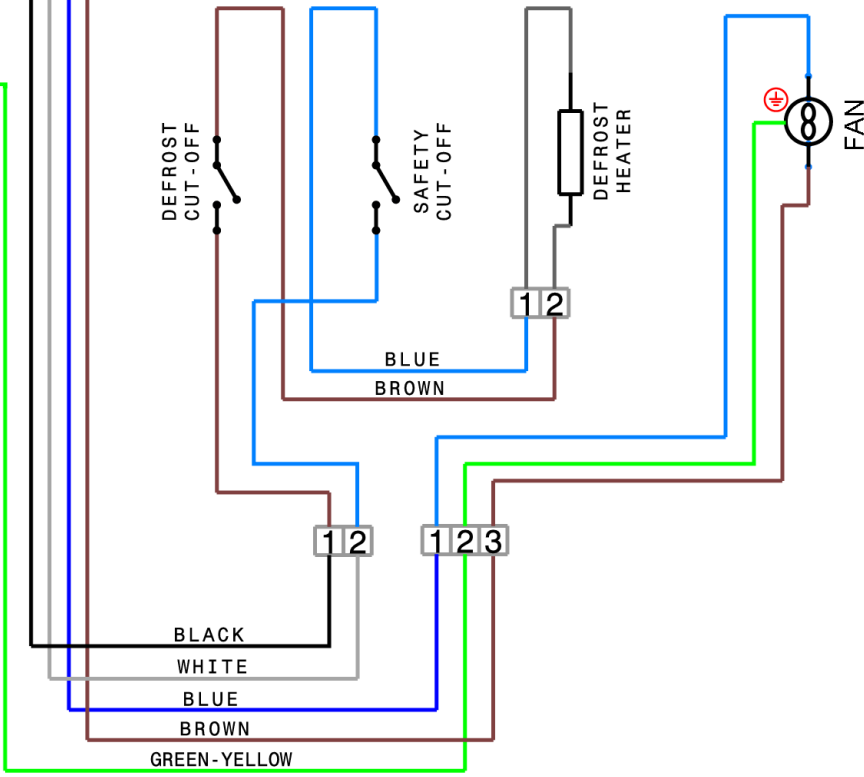 DEFROST
CUT-OFF
SAFETY
CUT-OFF
DEFROST
HEATER
FAN
1 2
BLUE
BROWN
1 2
1 2 3
BLACK
WHITE
BLUE
BROWN
GREEN-YELLOW